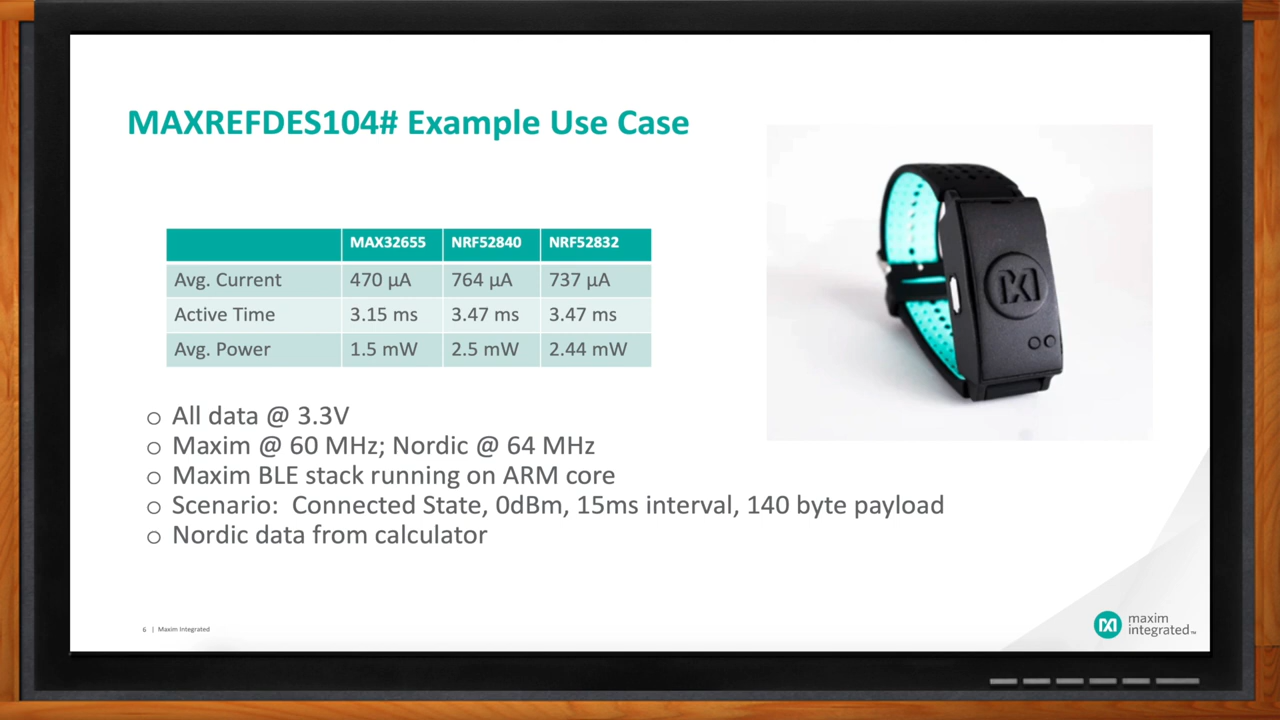 MAXREFDES104# Example Use Case
MAX32655 NRF52840 NRF52832
Avg. Current 470 µA 764 µA 737 µA
Active Time 3.15 ms 3.47 ms 3.47 ms
Avg. Power 1.5 mW 2.5 mW 2.44 mW
o All data @ 3.3V
o Maxim @ 60 MHz; Nordic @ 64 MHz
o Maxim BLE stack running on ARM core
o Scenario: Connected State, 0dBm, 15ms interval, 140 byte payload
o Nordic data from calculator
6 | Maxim Integrated
maxim
integrated™